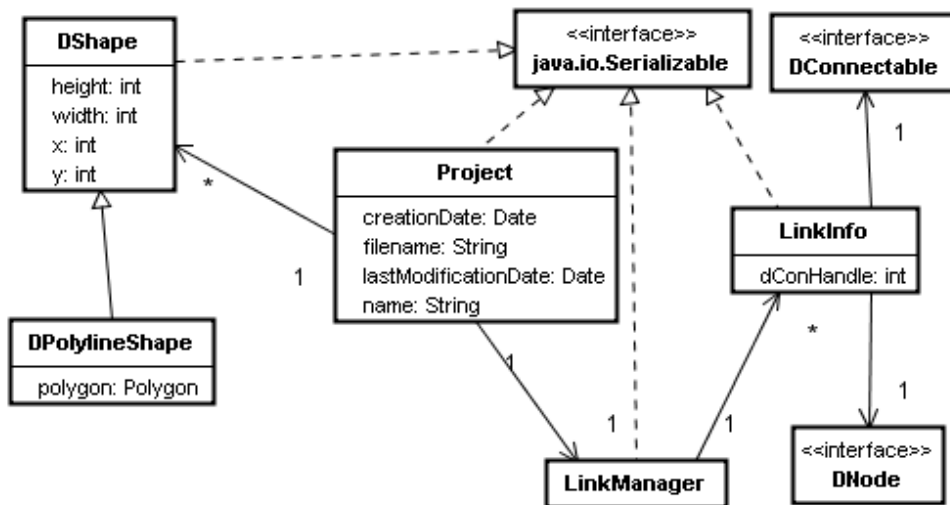 DShape
height: int
width: int
x: int
y: int
<<interface>>
java.io.Serializable
<<interface>>
DConnectable
1
*
Project
creationDate: Date
filename: String
lastModificationDate: Date
name: String
LinkInfo
dConHandle: int
1
*
DPolylineShape
polygon: Polygon
1
1
1
1
<<interface>>
DNode
LinkManager